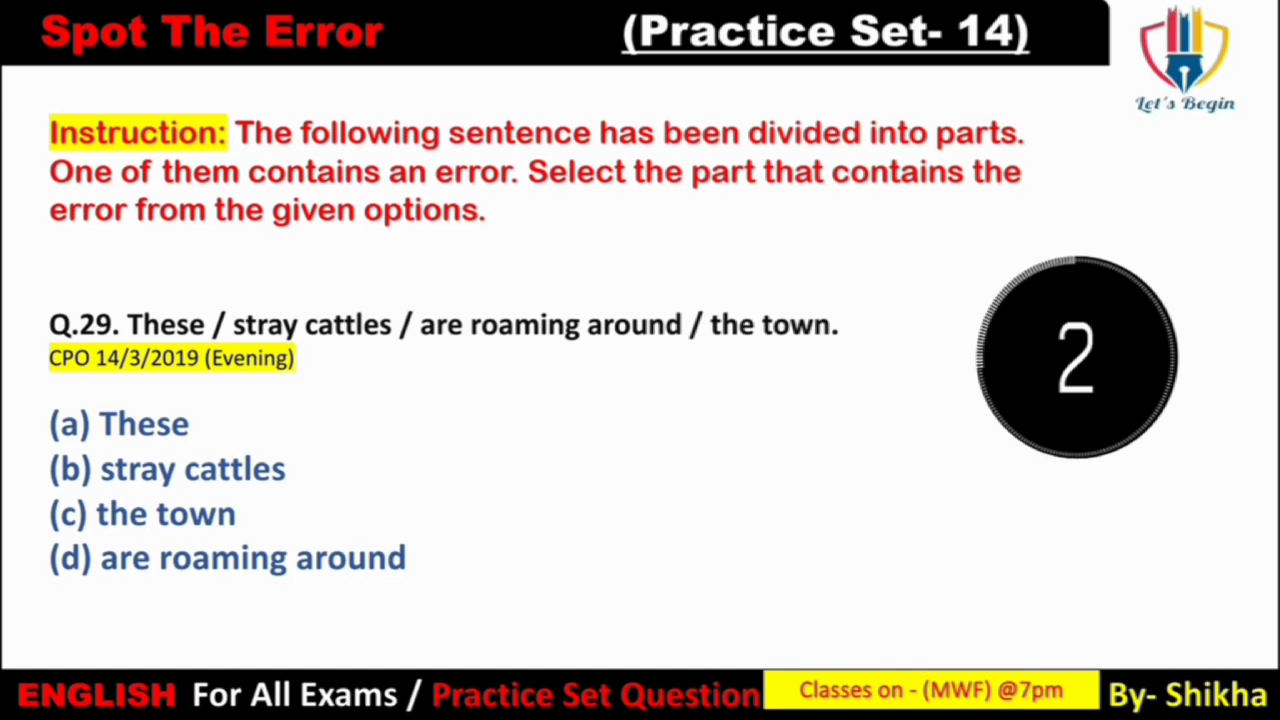 Spot The Error
(Practice Set- 14)
Let's Begin
Instruction: The following sentence has been divided into parts.
One of them contains an error. Select the part that contains the
error from the given options.
Q.29. These / stray cattles / are roaming around / the town.
CPO 14/3/2019 (Evening)
2
(a) These
(b) stray cattles
(c) the town
(d) are roaming around
ENGLISH For All Exams / Practice Set Question
Classes on - (MWF) @7pm
By- Shikha